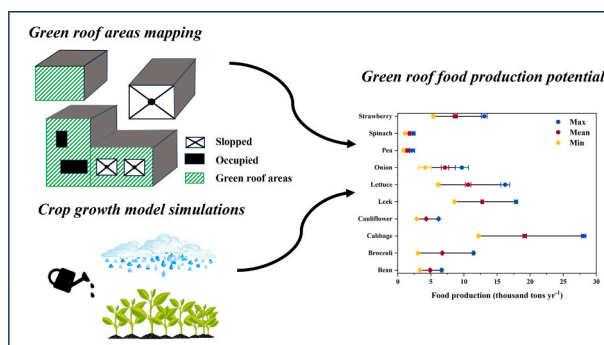 Green roof areas mapping
Slopped
Occupied
Green roof areas
Crop growth model simulations
Green roof food production potential
Max
Mean
Min
Strawberry
Spinach
Pea
Onion
Lettuce
Leek
Cauliflower
Cabbage
Broccoli
Bean
0 5 10 15 20 25 30
Food production (thousand tons yr⁻¹)